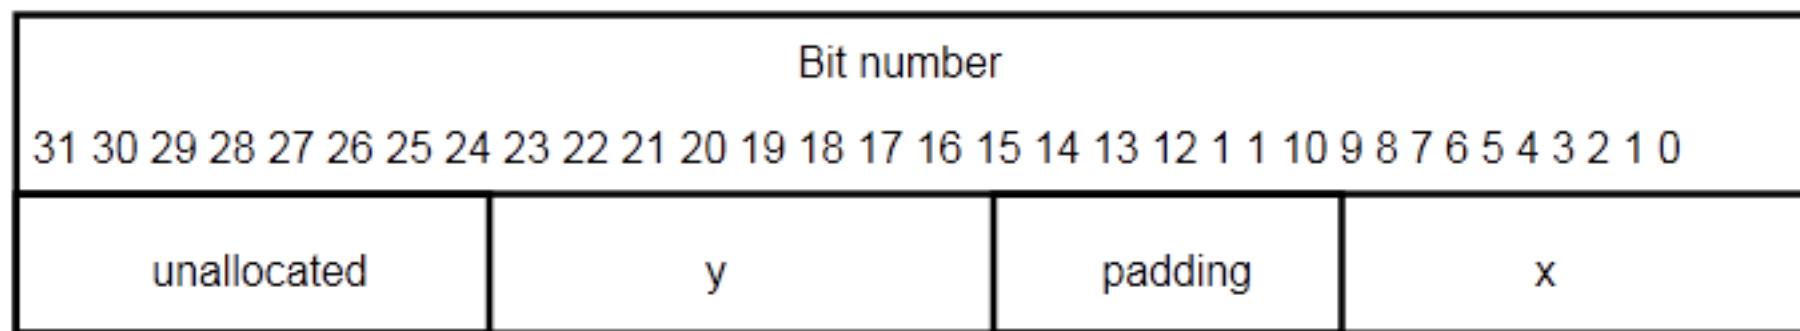 Bit number
31 30 29 28 27 26 25 24 23 22 21 20 19 18 17 16 15 14 13 12 1 1 10 9 8 7 6 5 4 3 2 1 0
unallocated y padding x